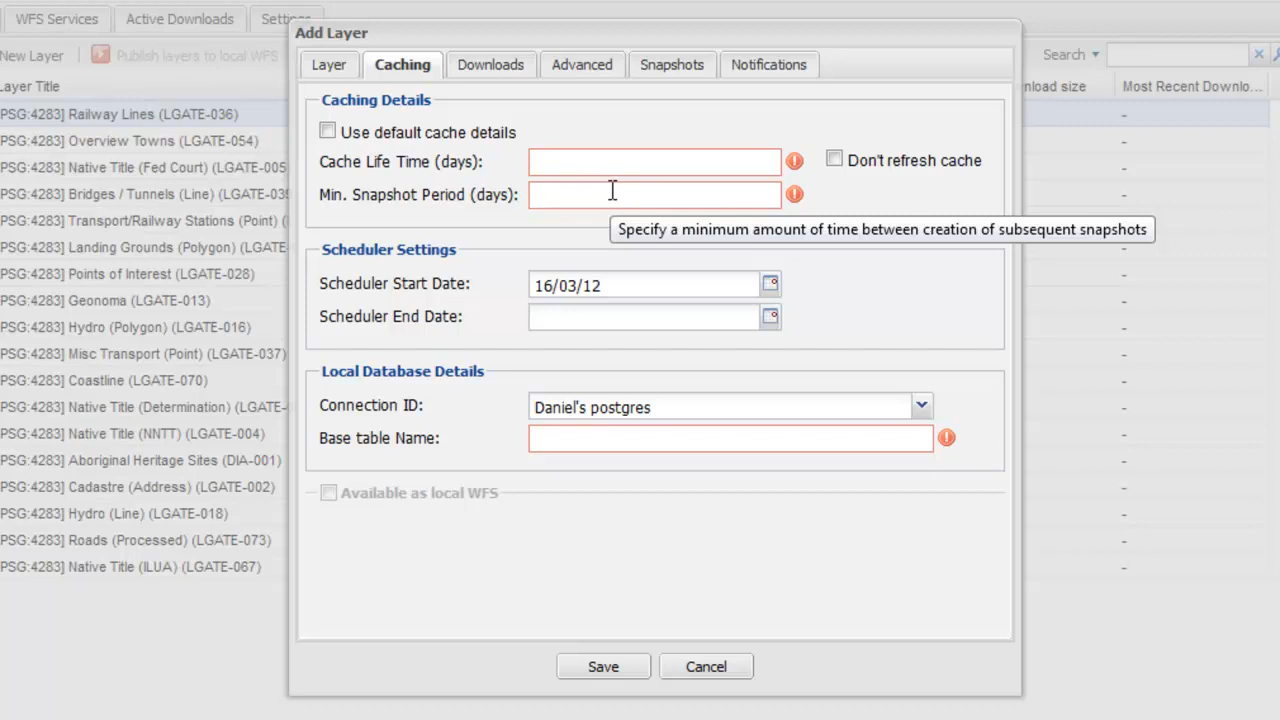 WFS Services Active Downloads Settings
New Layer Publish layers to local WFS Search
Layer Title nload size Most Recent Downlo...
PSG:4283] Railway Lines (LGATE-036) -
PSG:4283] Overview Towns (LGATE-054) -
PSG:4283] Native Title (Fed Court) (LGATE-005 -
PSG:4283] Bridges / Tunnels (Line) (LGATE-039
PSG:4283] Transport/Railway Stations (Point) (
PSG:4283] Landing Grounds (Polygon) (LGATE- -
PSG:4283] Points of Interest (LGATE-028) -
PSG:4283] Geonoma (LGATE-013) -
PSG:4283] Hydro (Polygon) (LGATE-016) -
PSG:4283] Misc Transport (Point) (LGATE-037) -
PSG:4283] Coastline (LGATE-070) -
PSG:4283] Native Title (Determination) (LGATE- -
PSG:4283] Native Title (NNTT) (LGATE-004) -
PSG:4283] Aboriginal Heritage Sites (DIA-001) -
PSG:4283] Cadastre (Address) (LGATE-002) -
PSG:4283] Hydro (Line) (LGATE-018) -
PSG:4283] Roads (Processed) (LGATE-073) -
PSG:4283] Native Title (ILUA) (LGATE-067) -
Add Layer
Layer Caching Downloads Advanced Snapshots Notifications
Caching Details
Use default cache details
Cache Life Time (days): Don't refresh cache
Min. Snapshot Period (days):
Specify a minimum amount of time between creation of subsequent snapshots
Scheduler Settings
Scheduler Start Date: 16/03/12
Scheduler End Date:
Local Database Details
Connection ID: Daniel's postgres
Base table Name:
Available as local WFS
Save Cancel